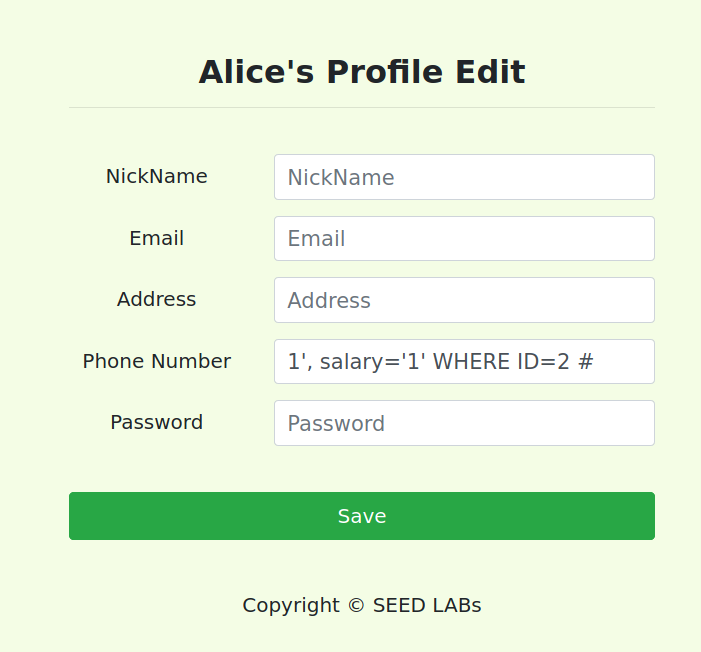 Alice's Profile Edit
NickName NickName
Email Email
Address Address
Phone Number 1', salary='1' WHERE ID=2 #
Password Password
Save
Copyright © SEED LABs